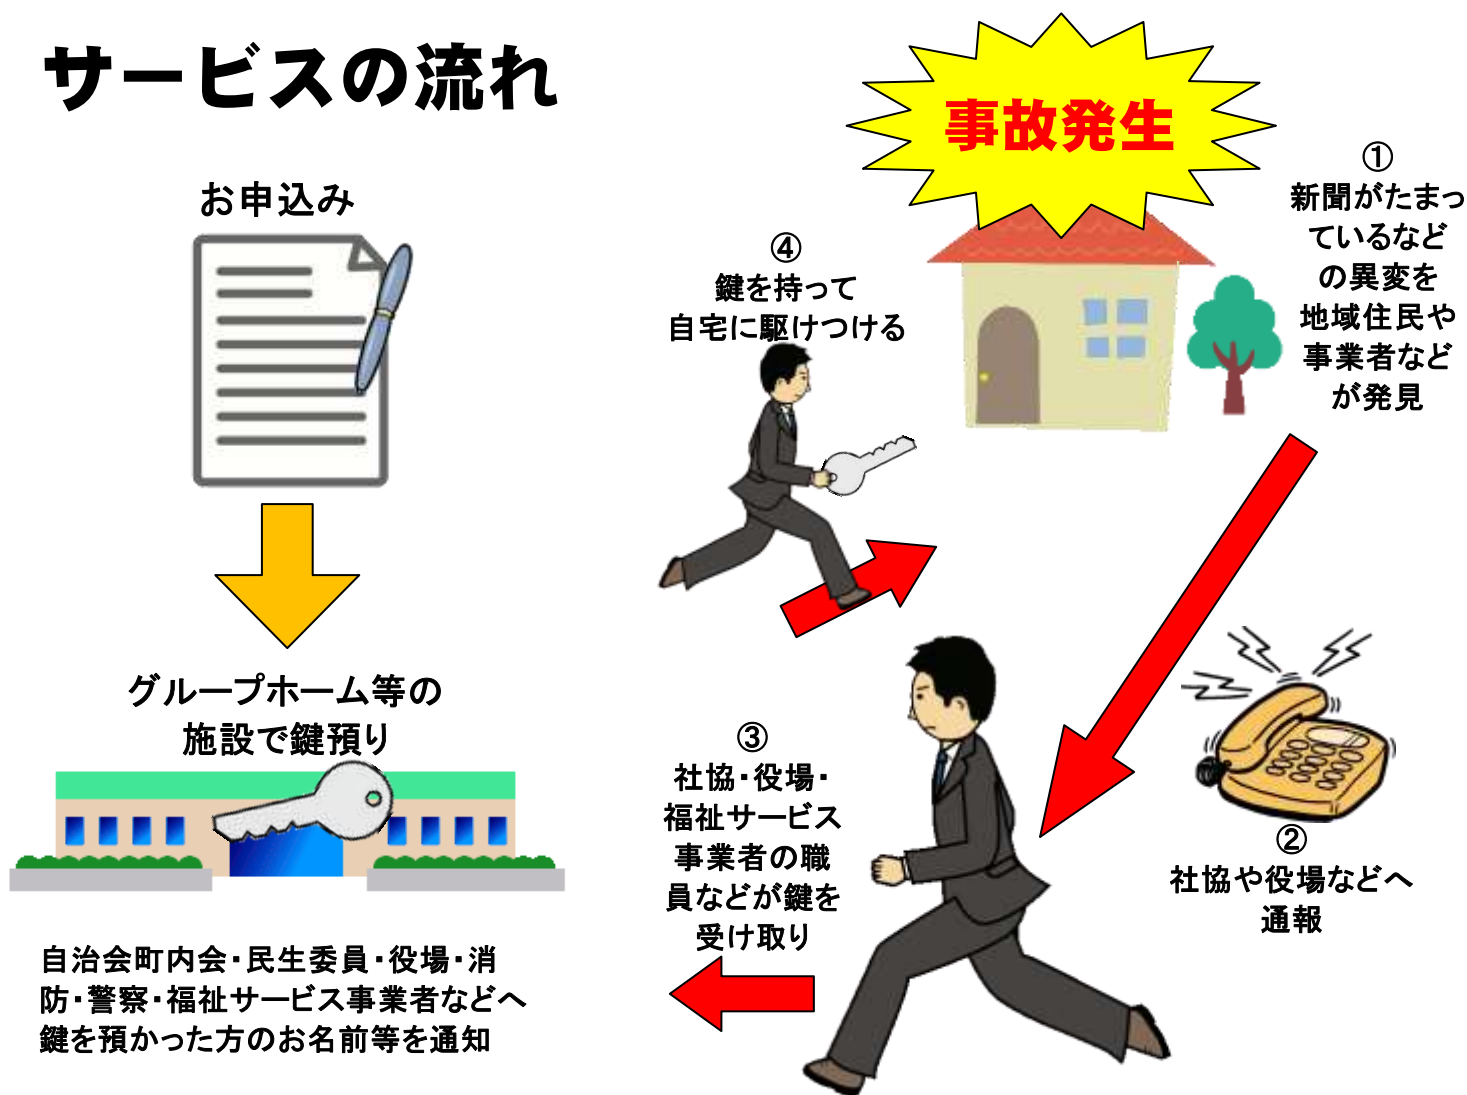 サービスの流れ
お申込み
グループホーム等の
施設で鍵預り
自治会町内会・民生委員・役場・消
防・警察・福祉サービス事業者などへ
鍵を預かった方のお名前等を通知
事故発生
①
新聞がたまっ
ているなど
の異変を
地域住民や
事業者など
が発見
②
社協や役場などへ
通報
③
社協・役場・
福祉サービス
事業者の職
員などが鍵を
受け取り
④
鍵を持って
自宅に駆けつける